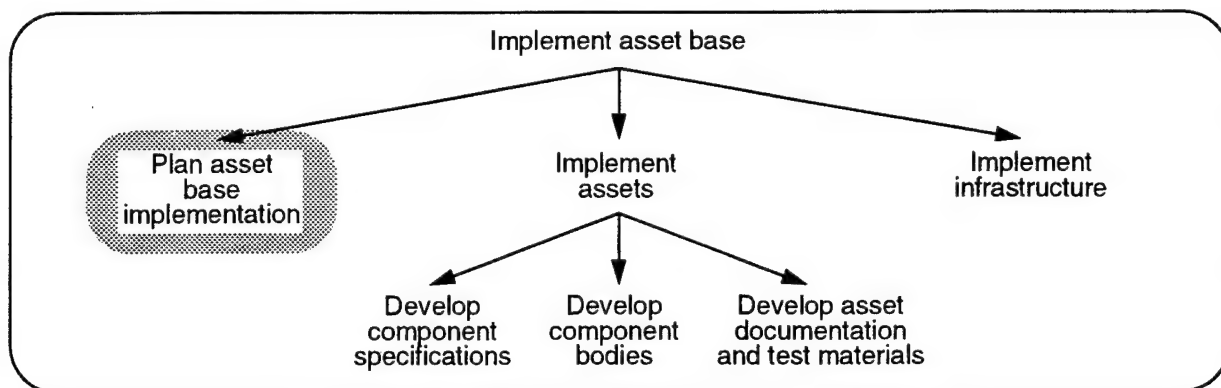 Implement asset base
Plan asset
base
implementation
Implement
assets
Implement
infrastructure
Develop
component
specifications
Develop
component
bodies
Develop asset
documentation
and test materials